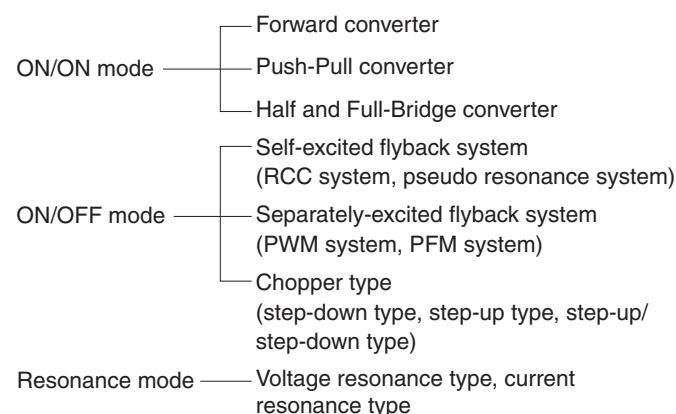 Forward converter
ON/ON mode
Push-Pull converter
Half and Full-Bridge converter
Self-excited flyback system
(RCC system, pseudo resonance system)
ON/OFF mode
Separately-excited flyback system
(PWM system, PFM system)
Chopper type
(step-down type, step-up type, step-up/
step-down type)
Resonance mode
Voltage resonance type, current
resonance type